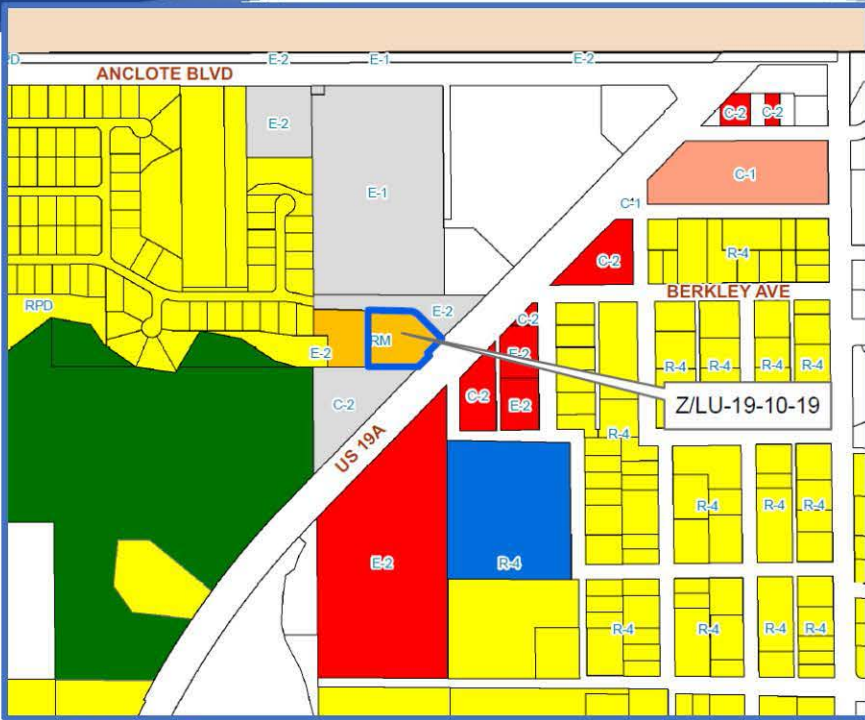 PD
E-2
E-1
E-2
ANCLOTE BLVD
E-2
C-2
C-2
E-1
C-1
C-1
R-4
C-2
BERKLEY AVE
RPD
E-2
C-2
RM
E-2
E-2
R-4
R-4
R-4
R-4
C-2
C-2
E-2
Z/LU-19-10-19
R-4
US 19A
R-4
R-4
R-4
E-2
R-4
R-4
R-4
R-4
R-4